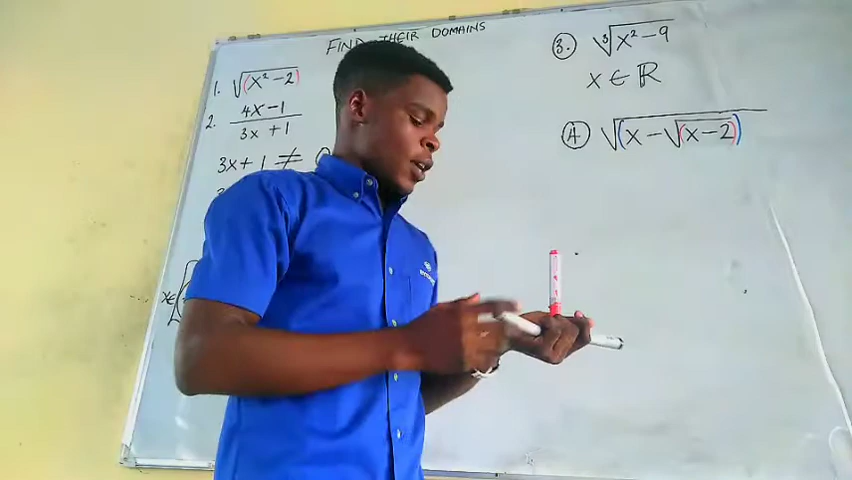 FIND THEIR DOMAINS
1. √(x²-2)
2. 4x-1
3x+1
3x+1 ≠
x∈
③ ∛x²-9
x ∈ ℝ
④ √(x-√(x-2))